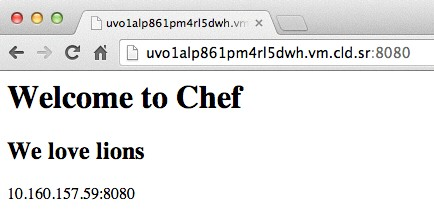 uvo1alp861pm4rl5dwh.vm
uvo1alp861pm4rl5dwh.vm.cld.sr:8080
Welcome to Chef
We love lions
10.160.157.59:8080